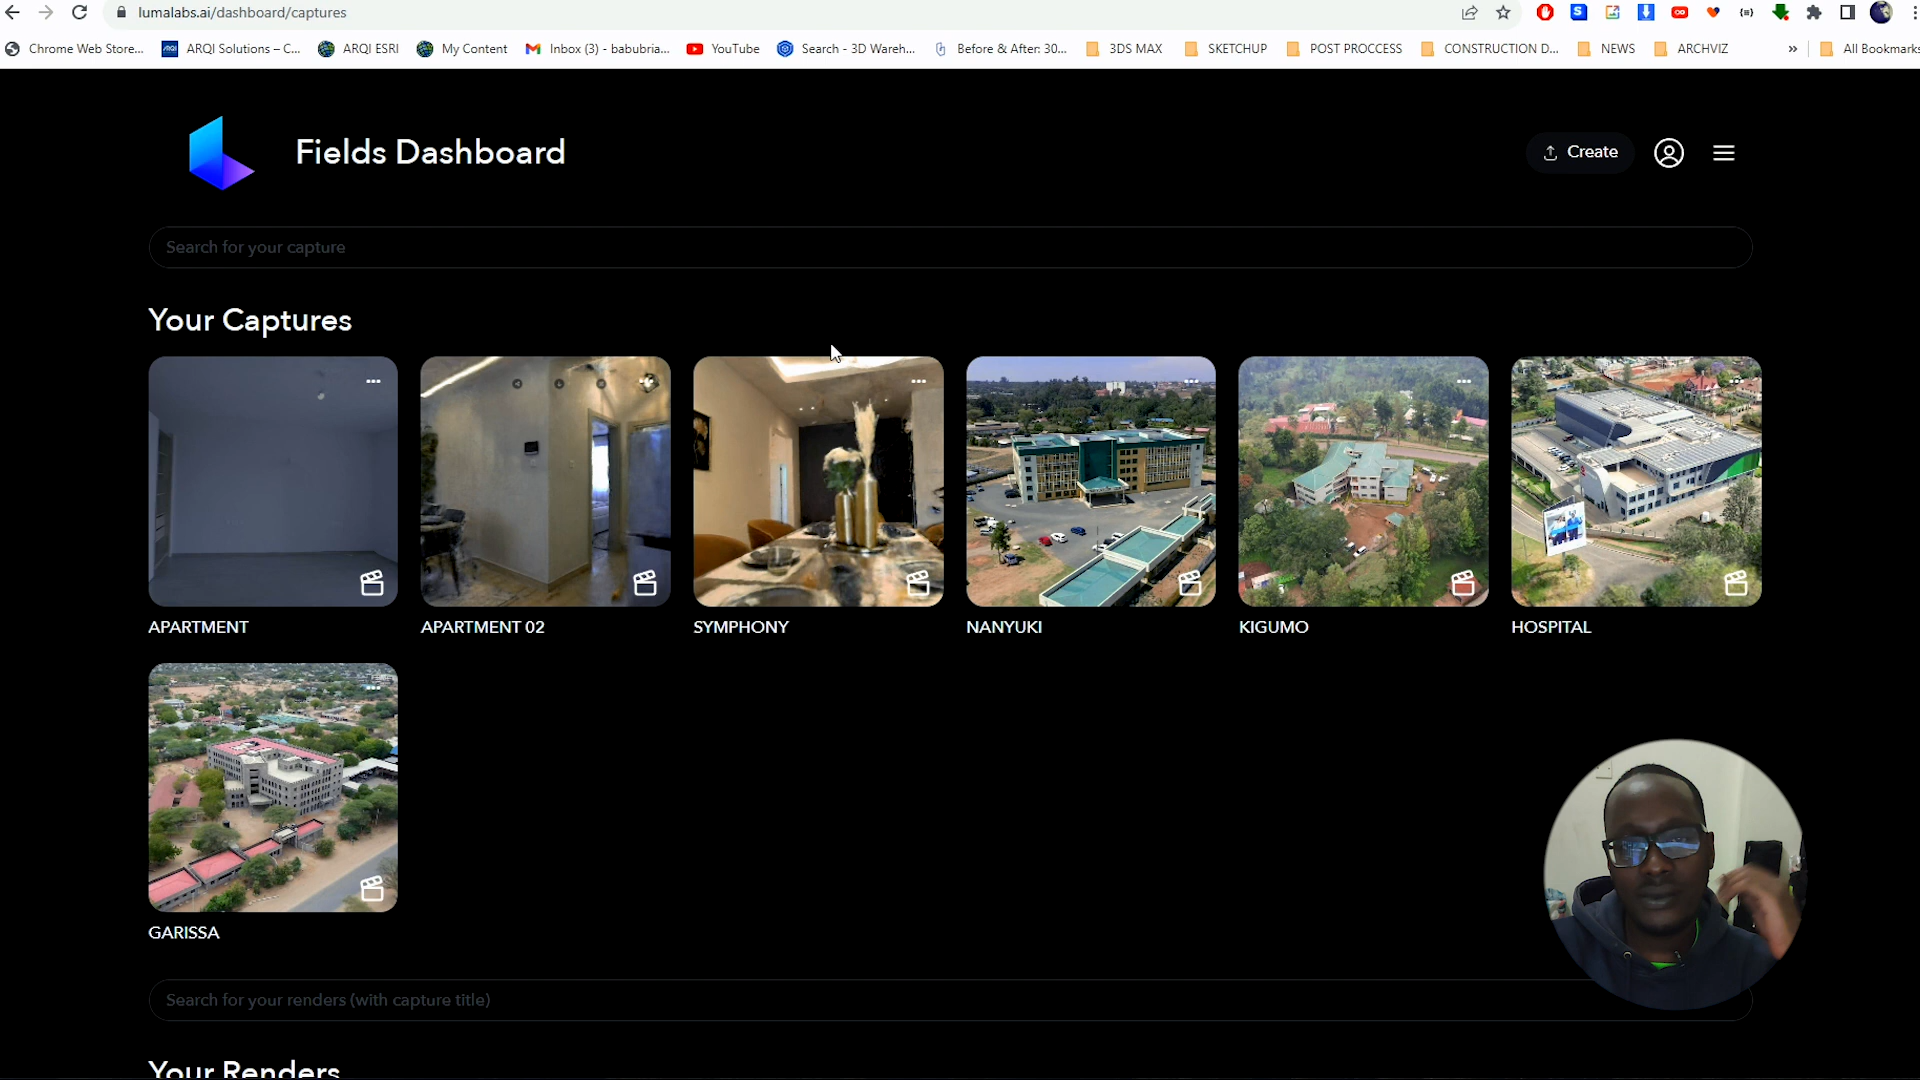 lumalabs.ai/dashboard/captures
Chrome Web Store... ARQI Solutions – C... ARQI ESRI My Content Inbox (3) - babubria... YouTube Search - 3D Wareh... Before & After: 30... 3DS MAX SKETCHUP POST PROCCESS CONSTRUCTION D... NEWS ARCHVIZ » All Bookmarks
Fields Dashboard
Create
Search for your capture
Your Captures
APARTMENT
APARTMENT 02
SYMPHONY
NANYUKI
KIGUMO
HOSPITAL
GARISSA
Search for your renders (with capture title)
Your Renders